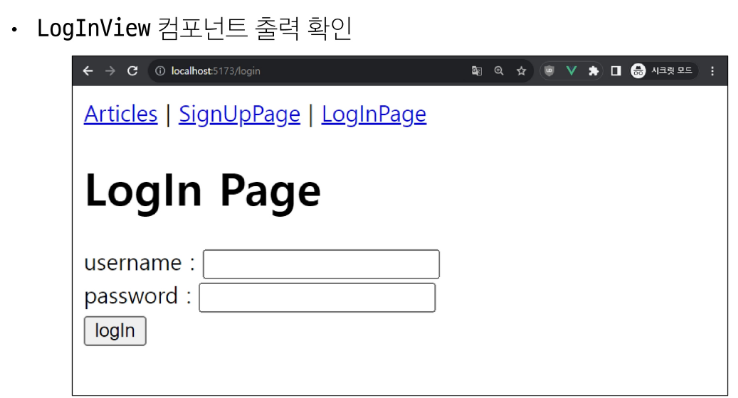 • LogInView 컴포넌트 출력 확인
localhost:5173/login
시크릿 모드
Articles | SignUpPage | LogInPage
LogIn Page
username :
password :
logIn